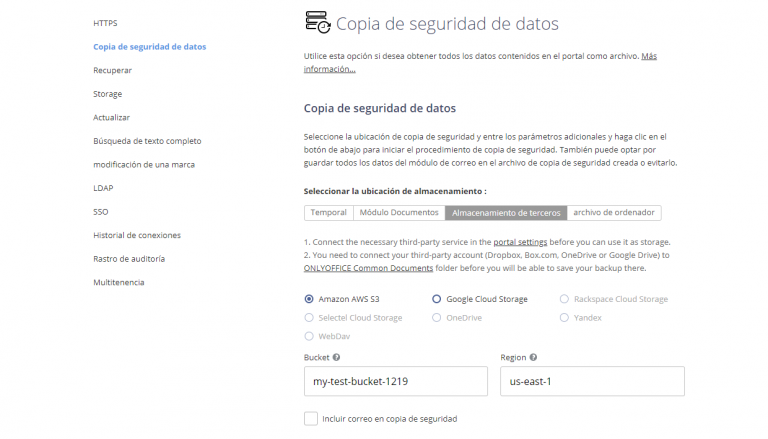 HTTPS
Copia de seguridad de datos
Recuperar
Storage
Actualizar
Búsqueda de texto completo
modificación de una marca
LDAP
SSO
Historial de conexiones
Rastro de auditoría
Multitenencia
Copia de seguridad de datos
Utilice esta opción si desea obtener todos los datos contenidos en el portal como archivo. Más
información...
Copia de seguridad de datos
Seleccione la ubicación de copia de seguridad y entre los parámetros adicionales y haga clic en el
botón de abajo para iniciar el procedimiento de copia de seguridad. También puede optar por
guardar todos los datos del módulo de correo en el archivo de copia de seguridad creada o evitarlo.
Seleccionar la ubicación de almacenamiento :
Temporal Módulo Documentos Almacenamiento de terceros archivo de ordenador
1. Connect the necessary third-party service in the portal settings before you can use it as storage.
2. You need to connect your third-party account (Dropbox, Box.com, OneDrive or Google Drive) to
ONLYOFFICE Common Documents folder before you will be able to save your backup there.
Amazon AWS S3 Google Cloud Storage Rackspace Cloud Storage
Selectel Cloud Storage OneDrive Yandex
WebDav
Bucket ? Region ?
my-test-bucket-1219 us-east-1
Incluir correo en copia de seguridad